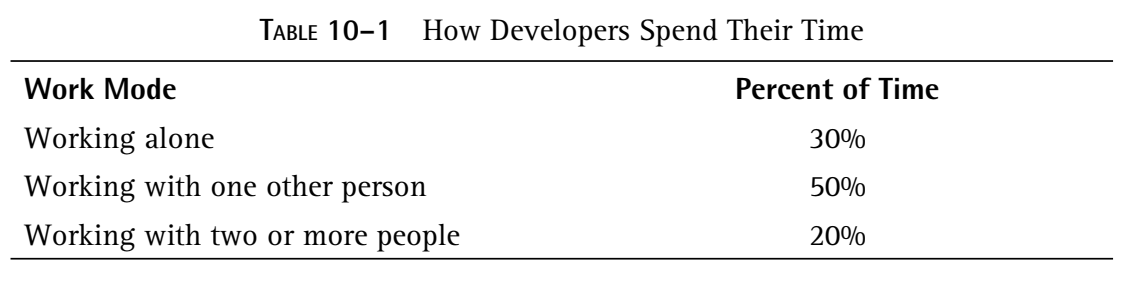 TABLE 10–1 How Developers Spend Their Time
Work Mode Percent of Time
Working alone 30%
Working with one other person 50%
Working with two or more people 20%